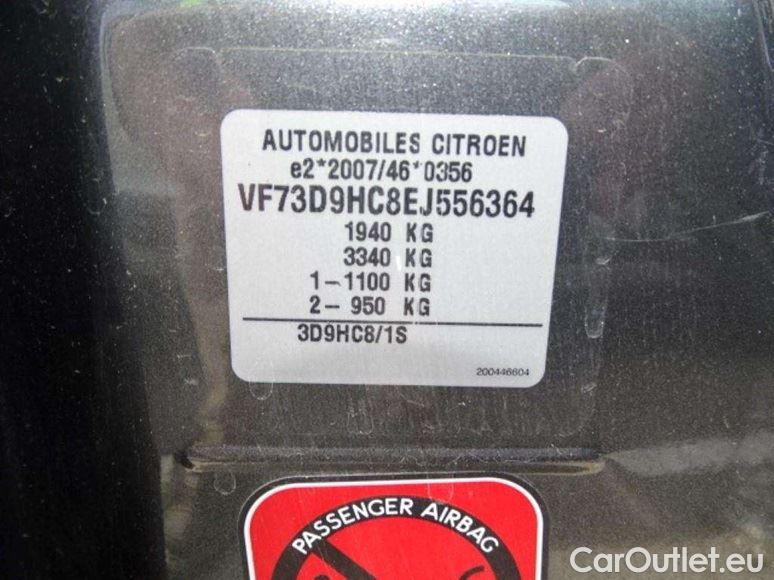 AUTOMOBILES CITROEN
e2*2007/46*0356
VF73D9HC8EJ556364
1940 KG
3340 KG
1-1100 KG
2- 950 KG
3D9HC8/1S
200446604
PASSENGER AIRBAG
CarOutlet.eu